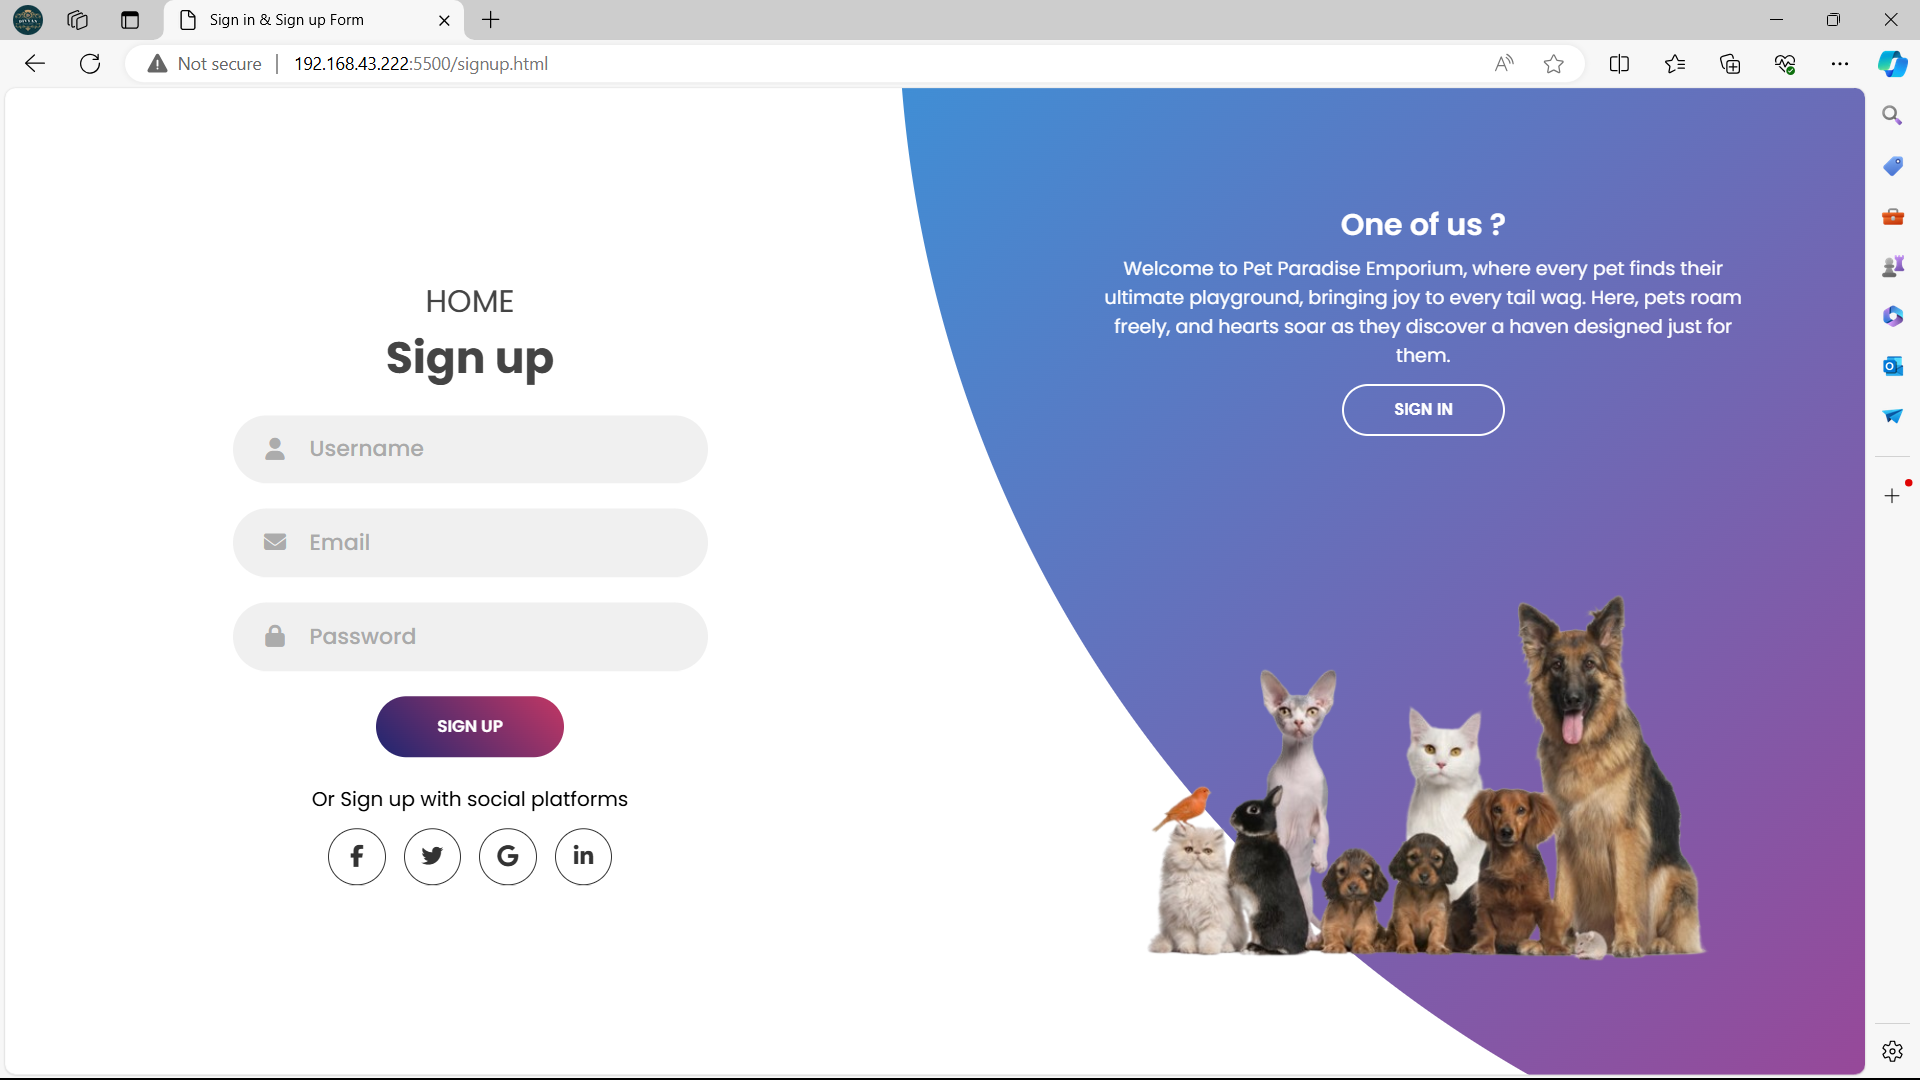 Sign in & Sign up Form
Not secure
192.168.43.222:5500/signup.html
HOME
Sign up
Username
Email
Password
SIGN UP
Or Sign up with social platforms
One of us ?
Welcome to Pet Paradise Emporium, where every pet finds their
ultimate playground, bringing joy to every tail wag. Here, pets roam
freely, and hearts soar as they discover a haven designed just for
them.
SIGN IN